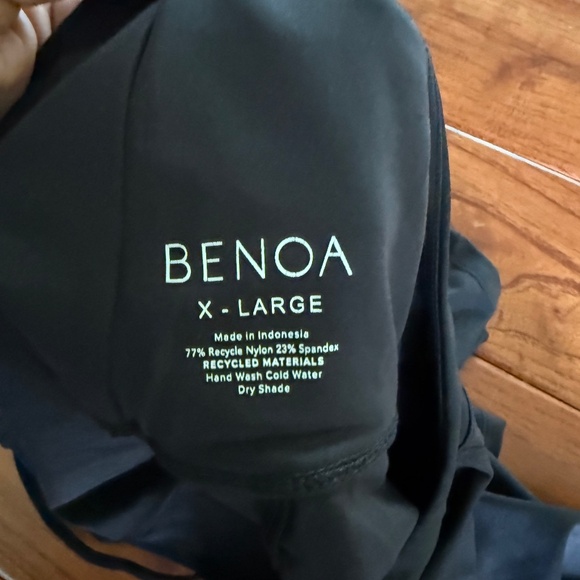 BENOA
X - LARGE
Made in Indonesia
77% Recycle Nylon 23% Spandex
RECYCLED MATERIALS
Hand Wash Cold Water
Dry Shade